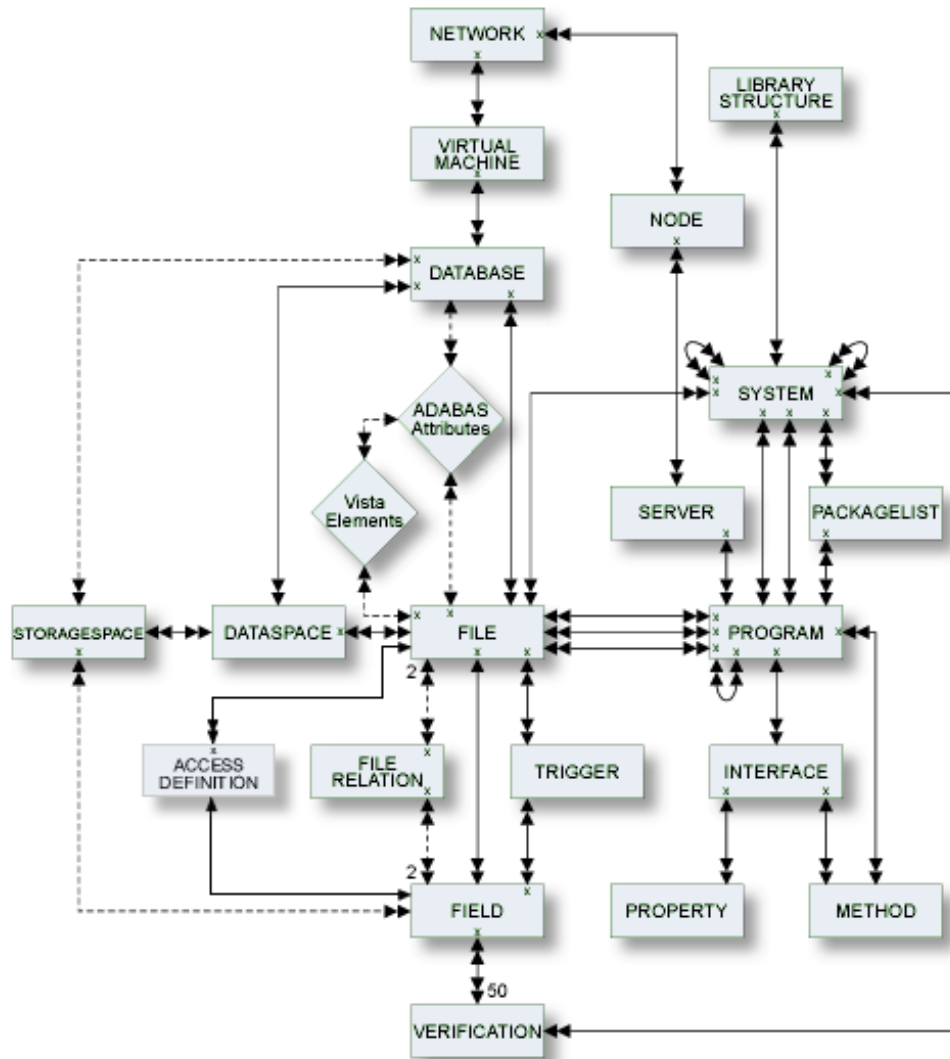 NETWORK
LIBRARY
STRUCTURE
VIRTUAL
MACHINE
NODE
DATABASE
ADABAS
Attributes
SYSTEM
Vista
Elements
SERVER
PACKAGELIST
STORAGESPACE
DATASPACE
FILE
PROGRAM
2
ACCESS
DEFINITION
FILE
RELATION
TRIGGER
INTERFACE
2
FIELD
PROPERTY
METHOD
50
VERIFICATION